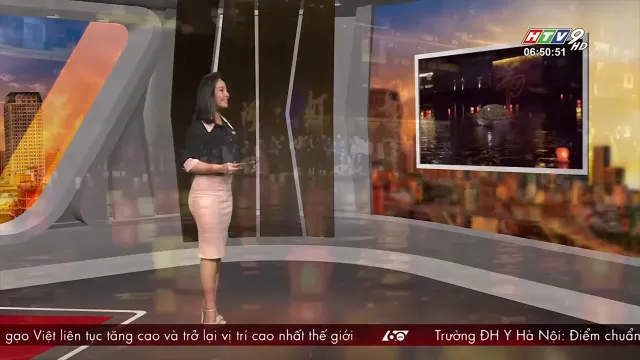 HTV9 HD
06:50:51
gạo Việt liên tục tăng cao và trở lại vị trí cao nhất thế giới 60 Trường ĐH Y Hà Nội: Điểm chuẩn